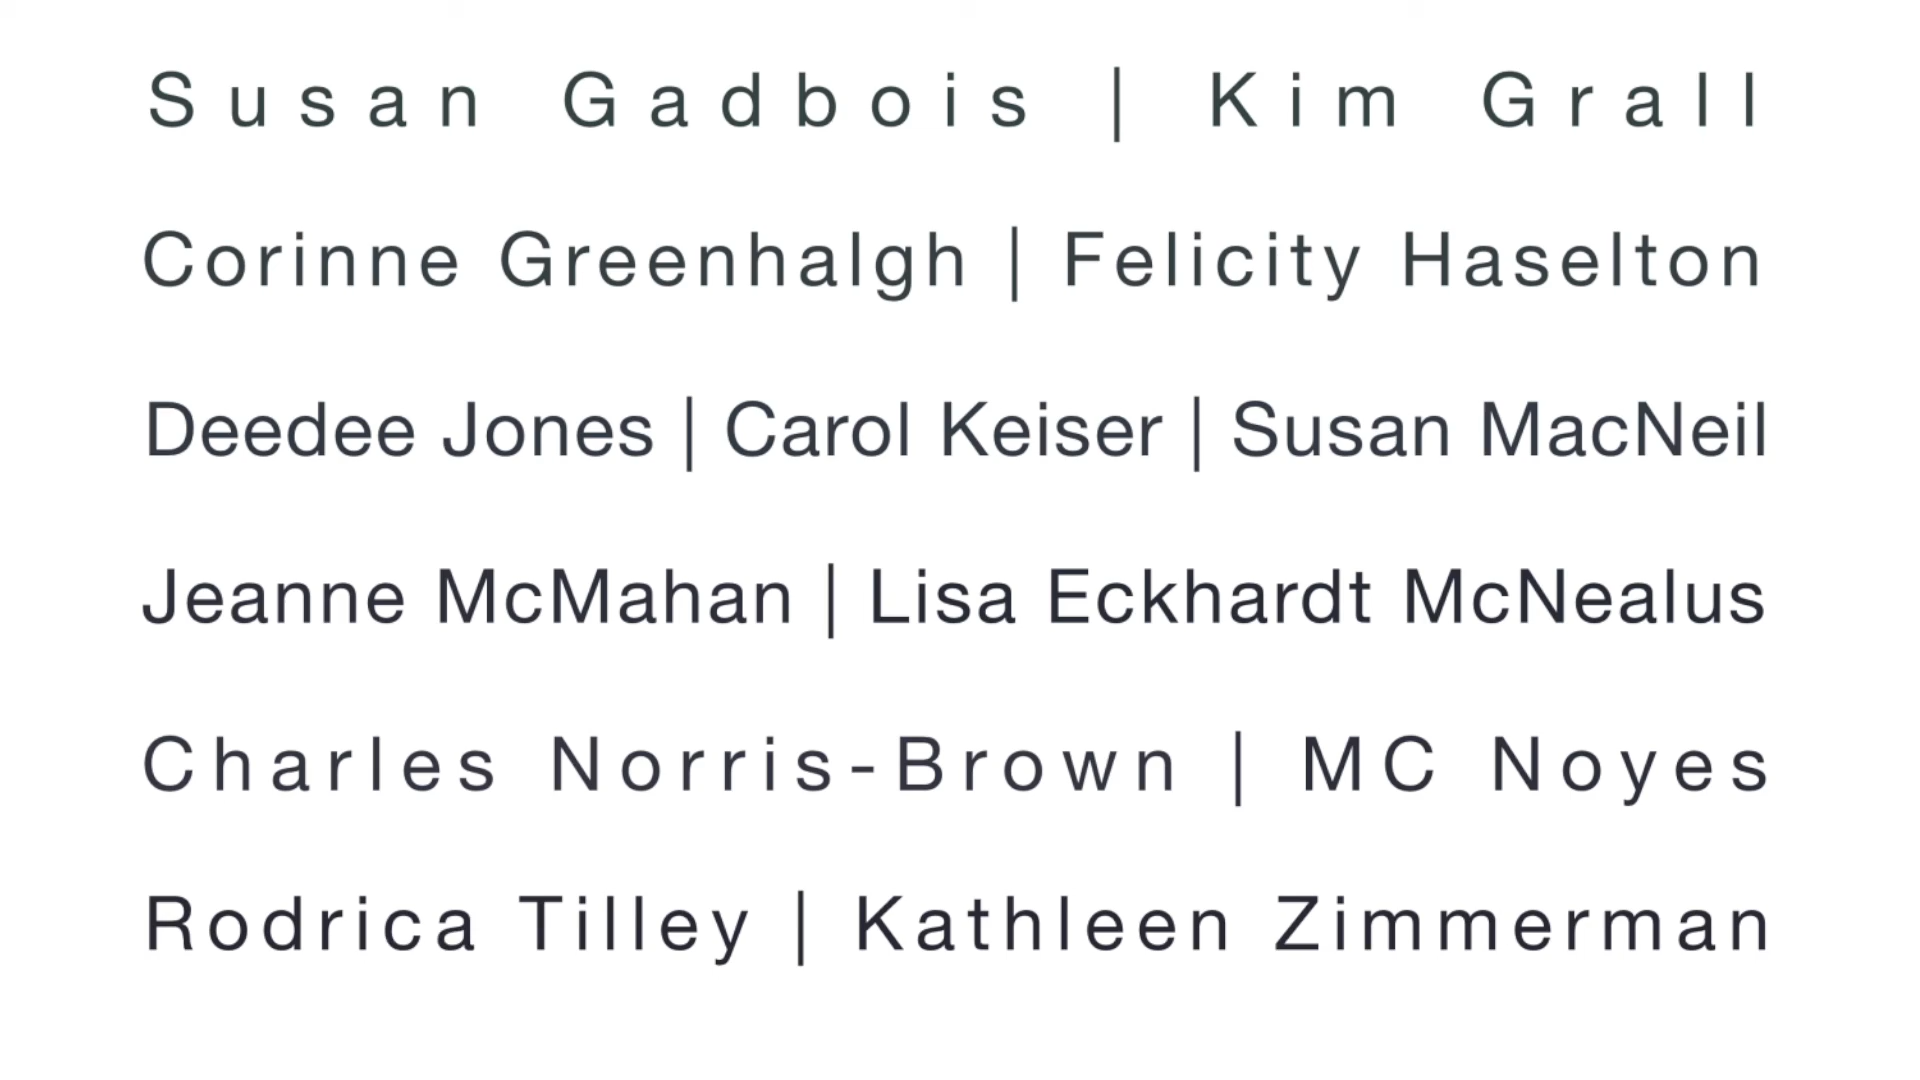 Susan Gadbois | Kim Grall
Corinne Greenhalgh | Felicity Haselton
Deedee Jones | Carol Keiser | Susan MacNeil
Jeanne McMahan | Lisa Eckhardt McNealus
Charles Norris-Brown | MC Noyes
Rodrica Tilley | Kathleen Zimmerman